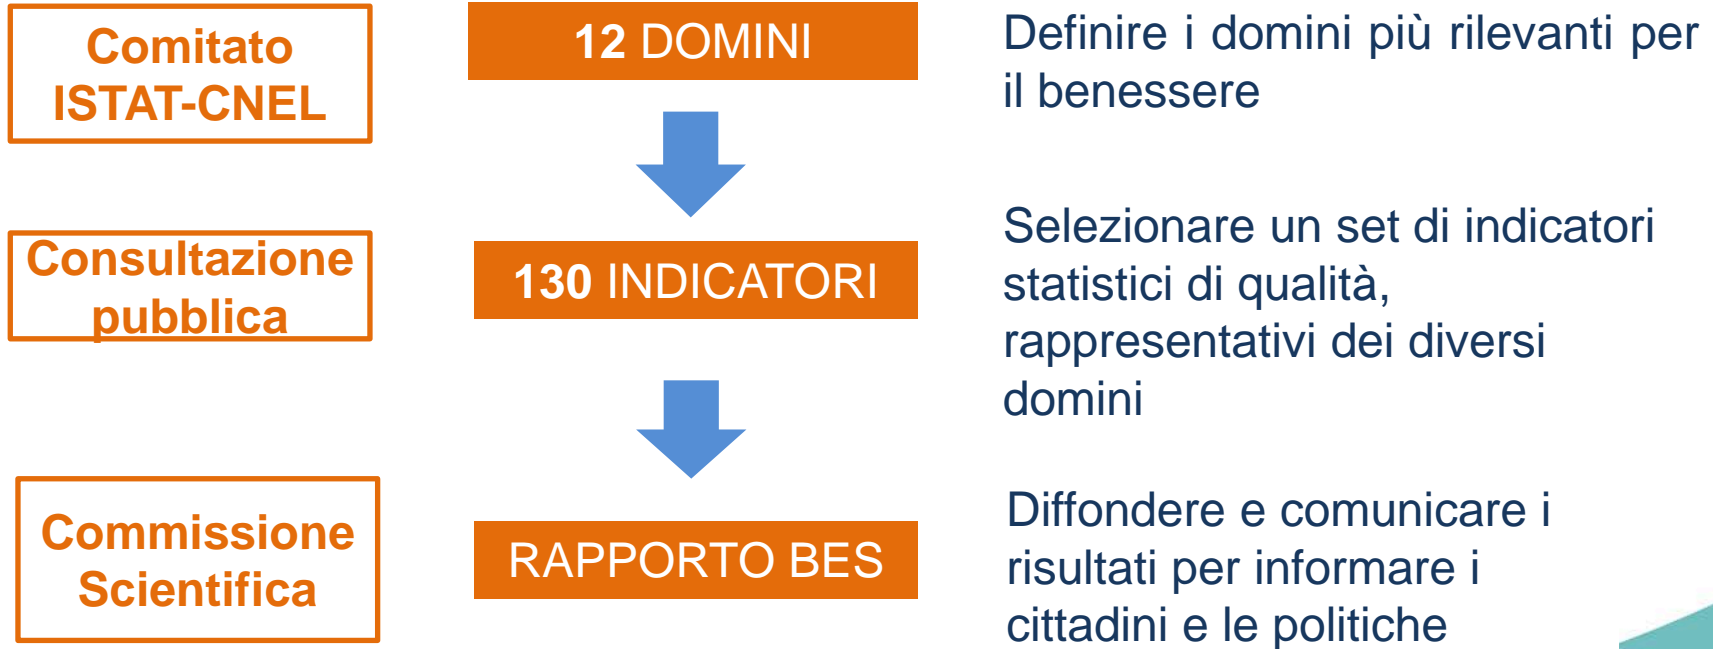 Comitato
ISTAT-CNEL
12 DOMINI
Definire i domini più rilevanti per
il benessere
Consultazione
pubblica
130 INDICATORI
Selezionare un set di indicatori
statistici di qualità,
rappresentativi dei diversi
domini
Commissione
Scientifica
RAPPORTO BES
Diffondere e comunicare i
risultati per informare i
cittadini e le politiche